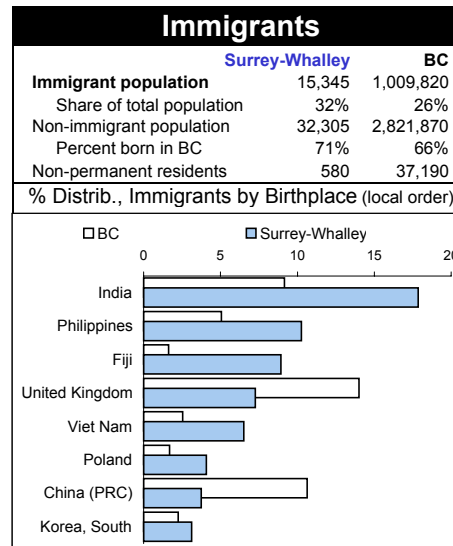 Immigrants
Surrey-Whalley BC
Immigrant population 15,345 1,009,820
Share of total population 32% 26%
Non-immigrant population 32,305 2,821,870
Percent born in BC 71% 66%
Non-permanent residents 580 37,190
% Distrib., Immigrants by Birthplace (local order)
BC Surrey-Whalley
0 5 10 15 20
India
Philippines
Fiji
United Kingdom
Viet Nam
Poland
China (PRC)
Korea, South